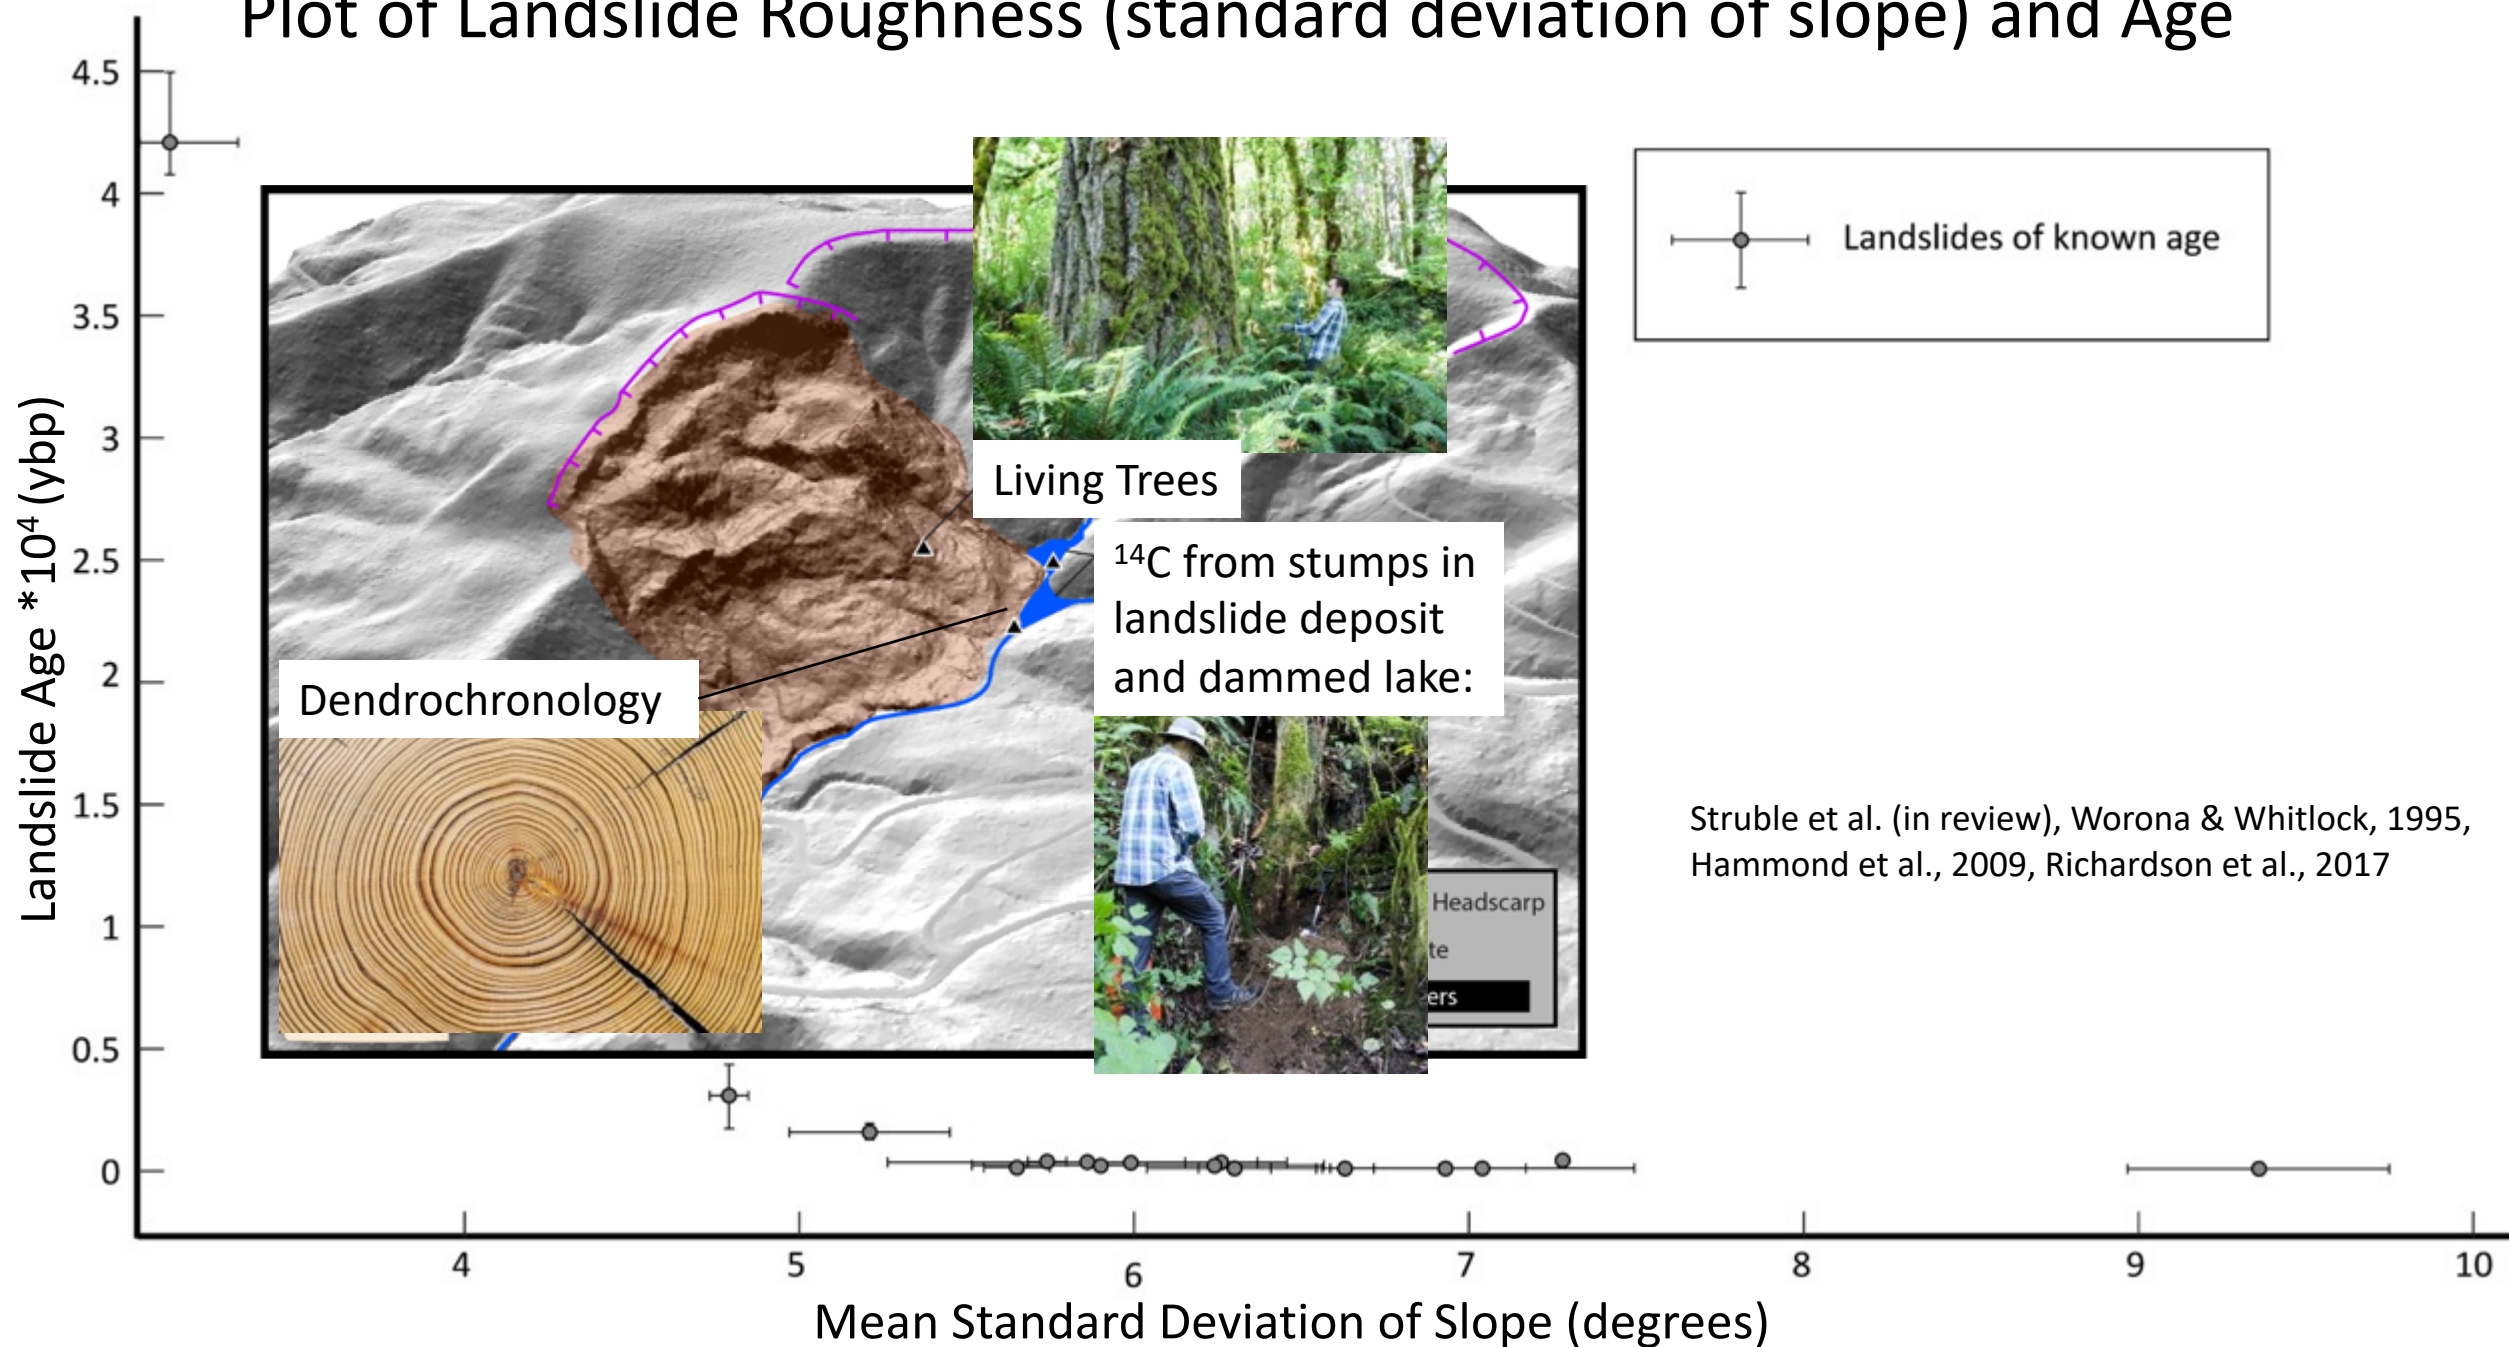 Plot of Landslide Roughness (standard deviation of slope) and Age
4.5
4
3.5
3
2.5
2
1.5
1
0.5
0
Landslide Age *10⁴ (ybp)
Landslides of known age
Living Trees
¹⁴C from stumps in
landslide deposit
and dammed lake:
Dendrochronology
Struble et al. (in review), Worona & Whitlock, 1995,
Hammond et al., 2009, Richardson et al., 2017
Headscarp
te
ers
4
5
6
7
8
9
10
Mean Standard Deviation of Slope (degrees)